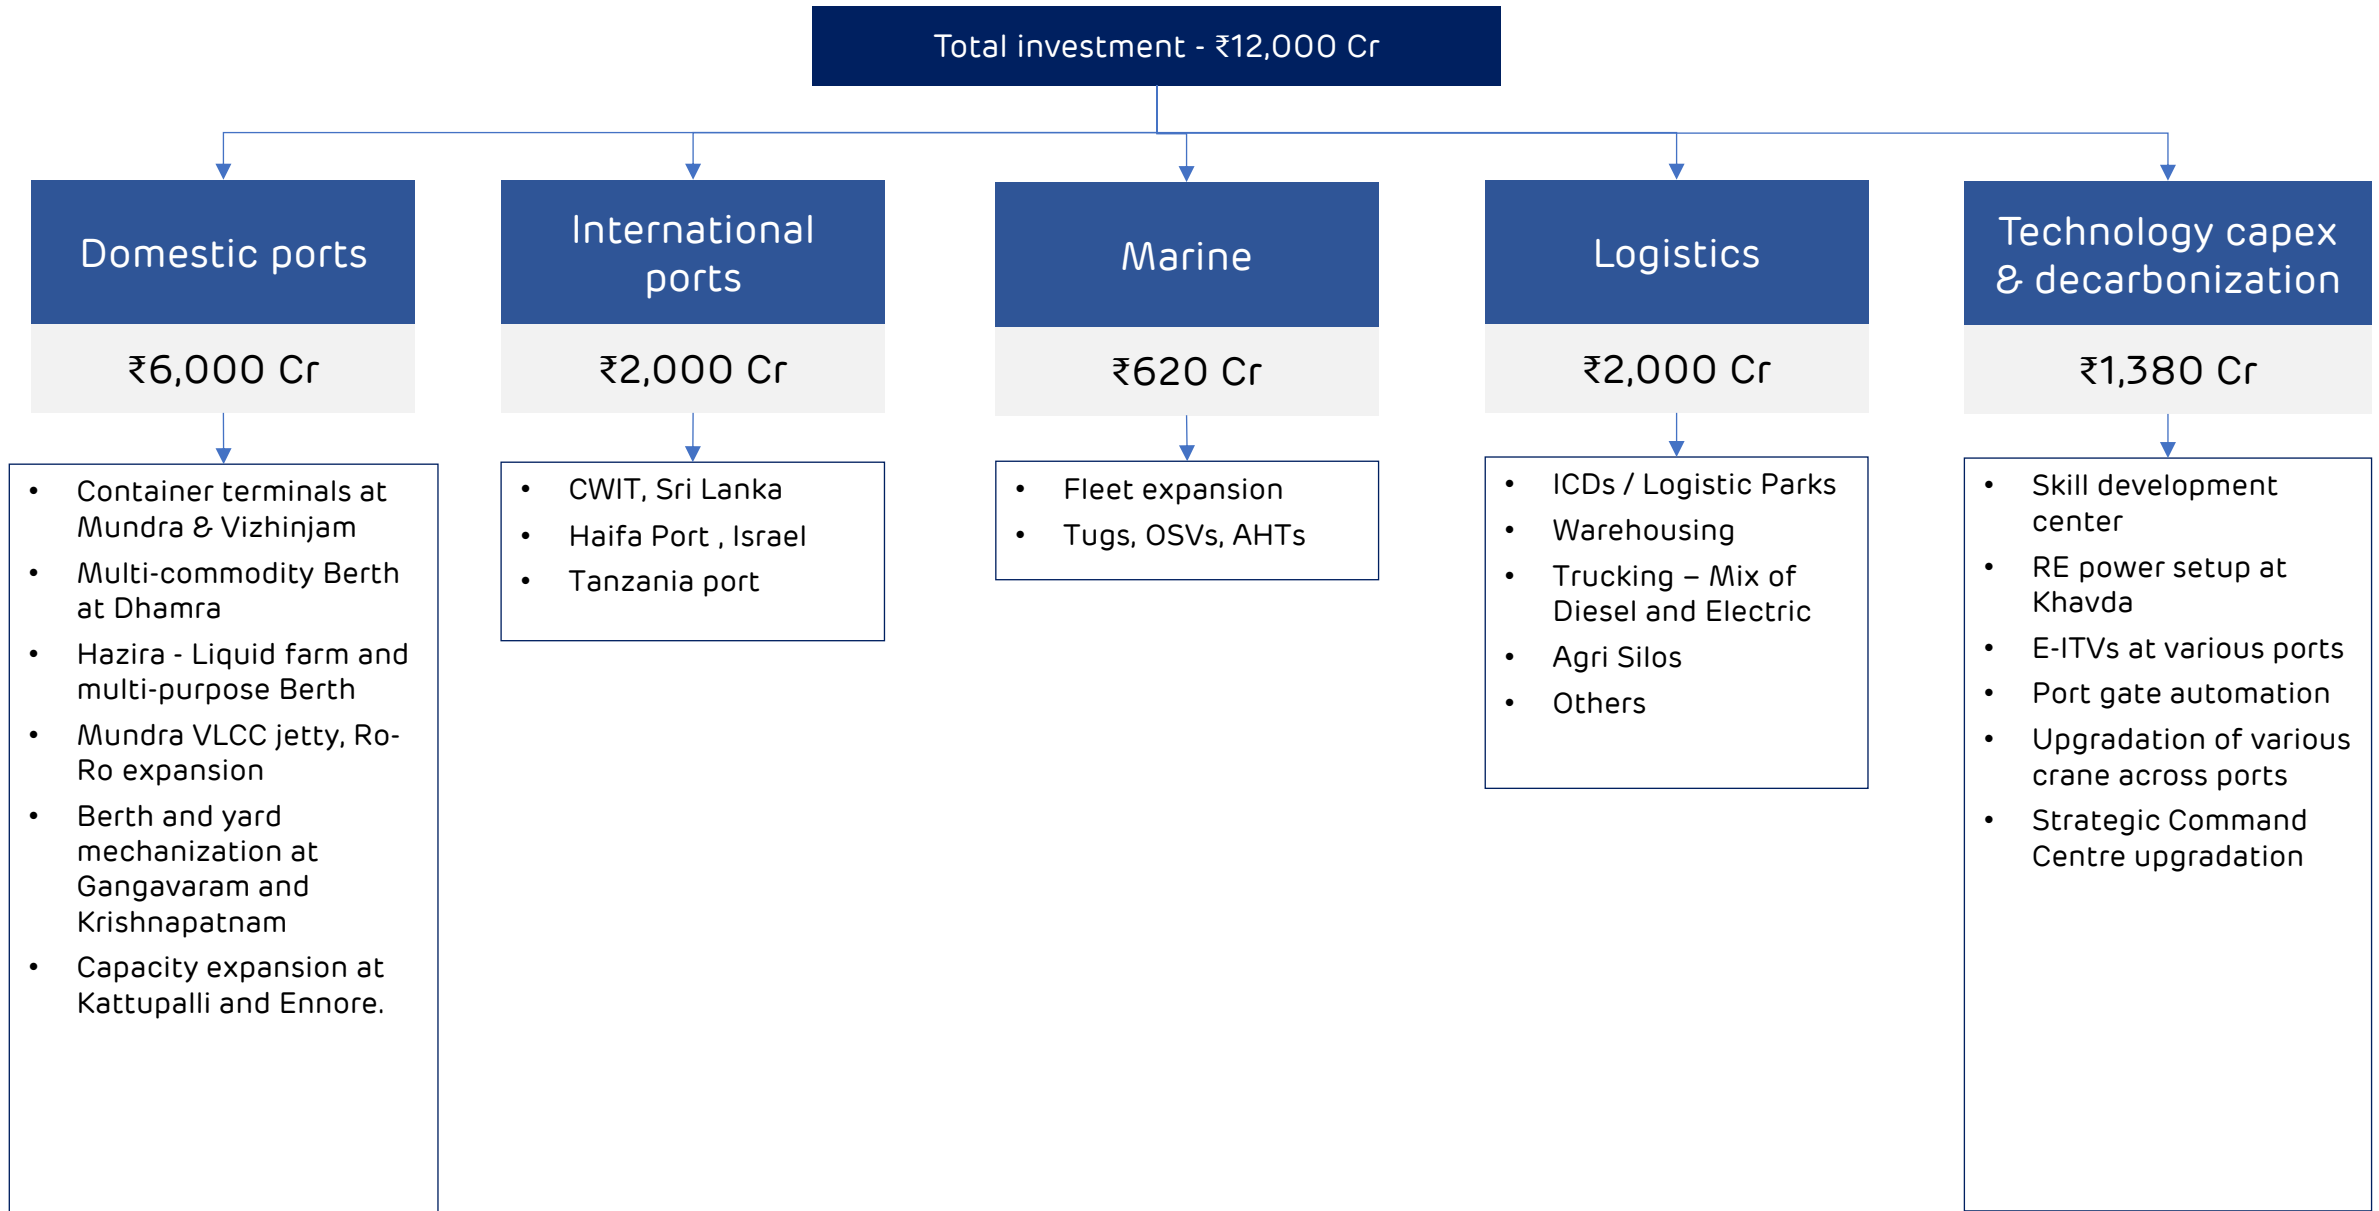 Total investment - ₹12,000 Cr
Domestic ports
₹6,000 Cr
• Container terminals at
Mundra & Vizhinjam
• Multi-commodity Berth
at Dhamra
• Hazira - Liquid farm and
multi-purpose Berth
• Mundra VLCC jetty, Ro-
Ro expansion
• Berth and yard
mechanization at
Gangavaram and
Krishnapatnam
• Capacity expansion at
Kattupalli and Ennore.
International
ports
₹2,000 Cr
• CWIT, Sri Lanka
• Haifa Port , Israel
• Tanzania port
Marine
₹620 Cr
• Fleet expansion
• Tugs, OSVs, AHTs
Logistics
₹2,000 Cr
• ICDs / Logistic Parks
• Warehousing
• Trucking – Mix of
Diesel and Electric
• Agri Silos
• Others
Technology capex
& decarbonization
₹1,380 Cr
• Skill development
center
• RE power setup at
Khavda
• E-ITVs at various ports
• Port gate automation
• Upgradation of various
crane across ports
• Strategic Command
Centre upgradation